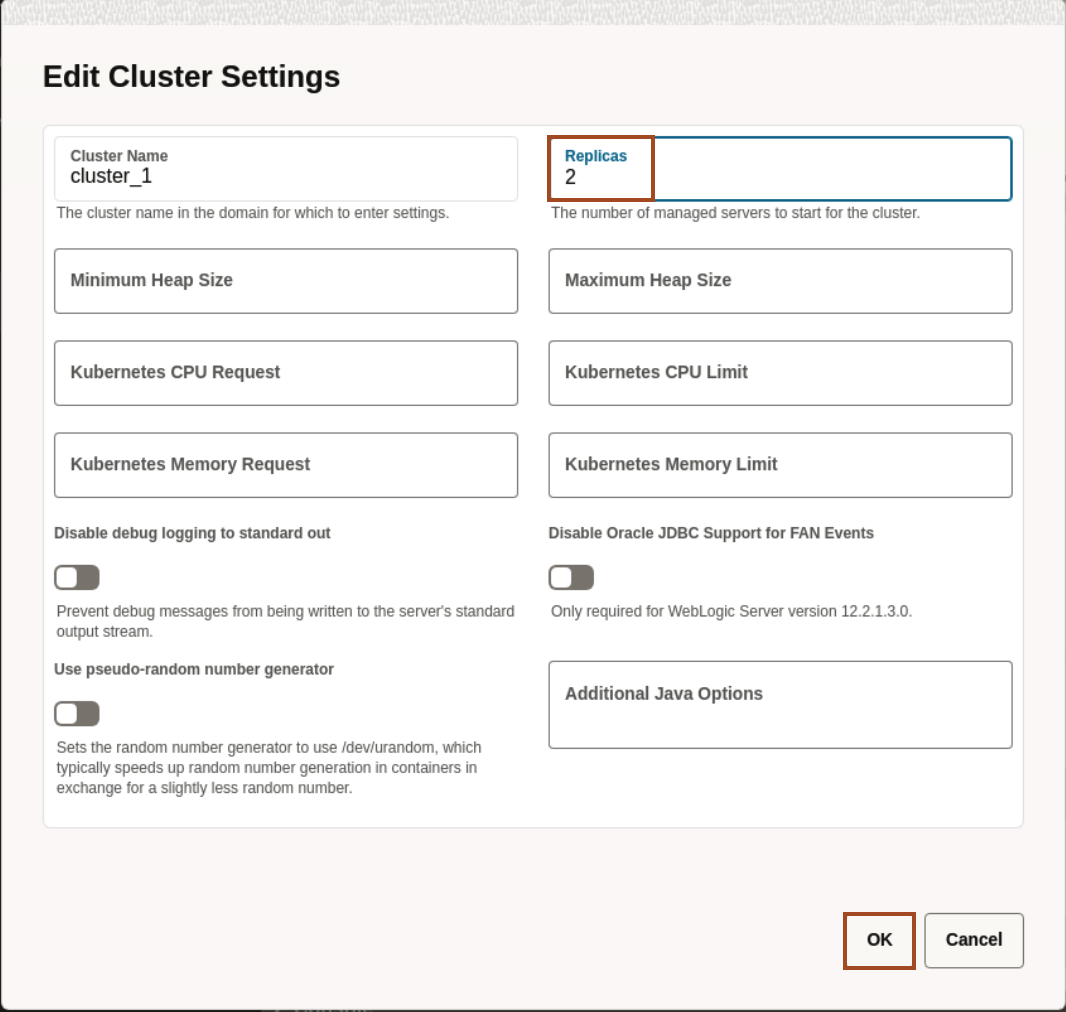 Edit Cluster Settings
Cluster Name
cluster_1
The cluster name in the domain for which to enter settings.
Replicas
2
The number of managed servers to start for the cluster.
Minimum Heap Size
Maximum Heap Size
Kubernetes CPU Request
Kubernetes CPU Limit
Kubernetes Memory Request
Kubernetes Memory Limit
Disable debug logging to standard out
Prevent debug messages from being written to the server's standard
output stream.
Disable Oracle JDBC Support for FAN Events
Only required for WebLogic Server version 12.2.1.3.0.
Use pseudo-random number generator
Sets the random number generator to use /dev/urandom, which
typically speeds up random number generation in containers in
exchange for a slightly less random number.
Additional Java Options
OK
Cancel